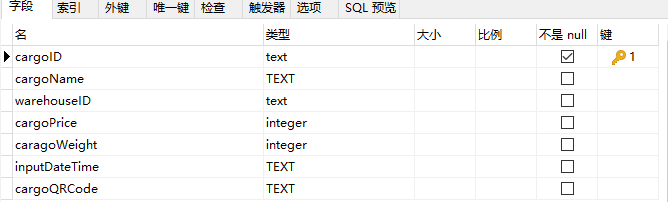 字段 索引 外键 唯一键 检查 触发器 选项 SQL 预览
名 类型 大小 比例 不是 null 键
cargoID text 1
cargoName TEXT
warehouseID text
cargoPrice integer
caragoWeight integer
inputDateTime TEXT
cargoQRCode TEXT